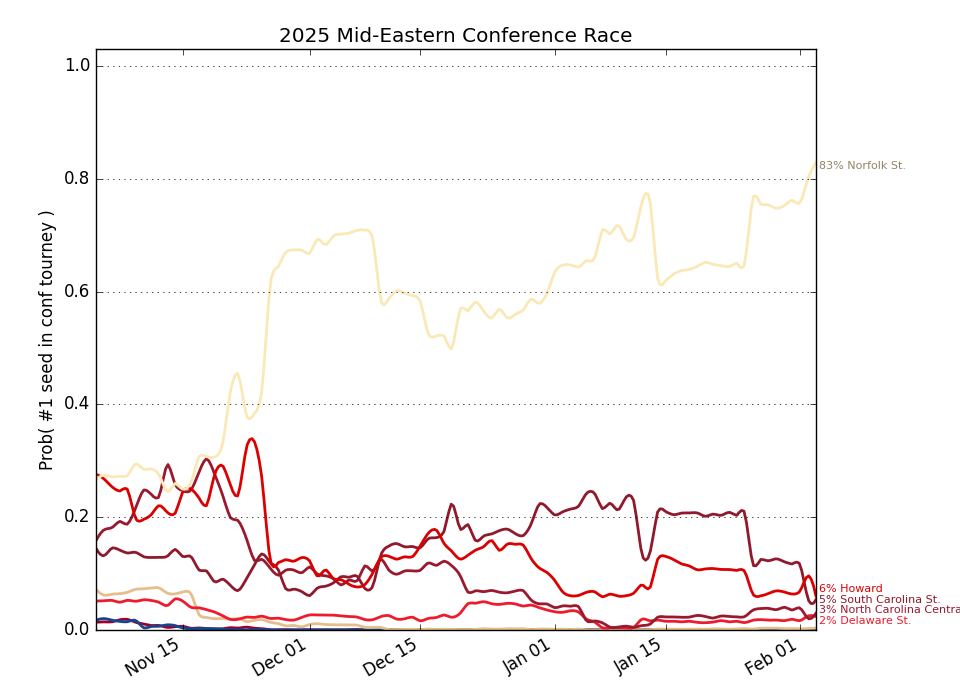 2025 Mid-Eastern Conference Race
Prob( #1 seed in conf tourney )
1.0
0.8
0.6
0.4
0.2
0.0
83% Norfolk St.
6% Howard
5% South Carolina St.
3% North Carolina Centra
2% Delaware St.
Nov 15
Dec 01
Dec 15
Jan 01
Jan 15
Feb 01